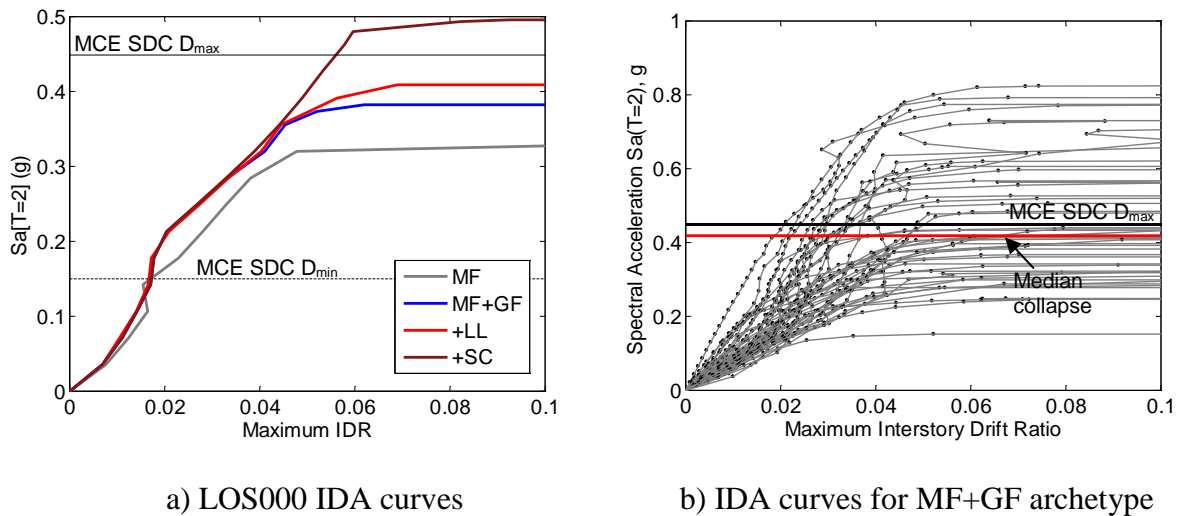 0.5
0.4
0.3
0.2
0.1
0
Sa[T=2] (g)
MCE SDC Dmax
MCE SDC Dmin
MF
MF+GF
+LL
+SC
0 0.02 0.04 0.06 0.08 0.1
Maximum IDR
a) LOS000 IDA curves
1
0.8
0.6
0.4
0.2
0
Spectral Acceleration Sa(T=2), g
MCE SDC Dmax
Median
collapse
0 0.02 0.04 0.06 0.08 0.1
Maximum Interstory Drift Ratio
b) IDA curves for MF+GF archetype